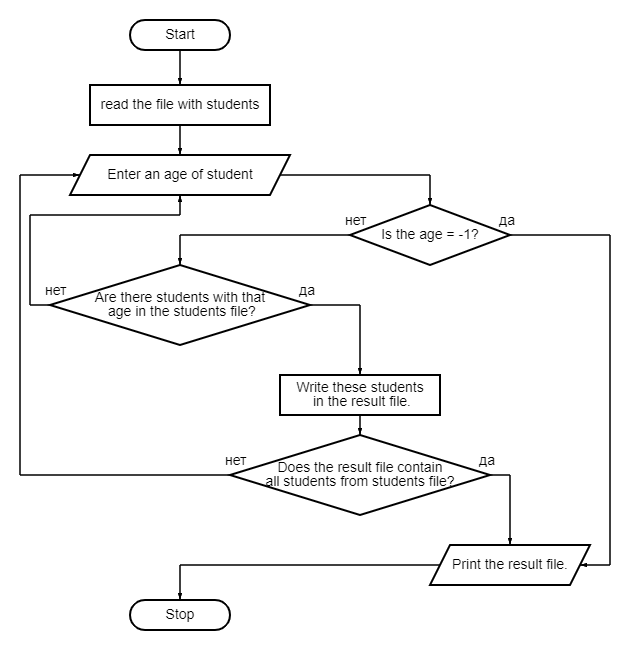 Start
read the file with students
Enter an age of student
нет
да
Is the age = -1?
нет
да
Are there students with that
age in the students file?
Write these students
in the result file.
нет
да
Does the result file contain
all students from students file?
Print the result file.
Stop